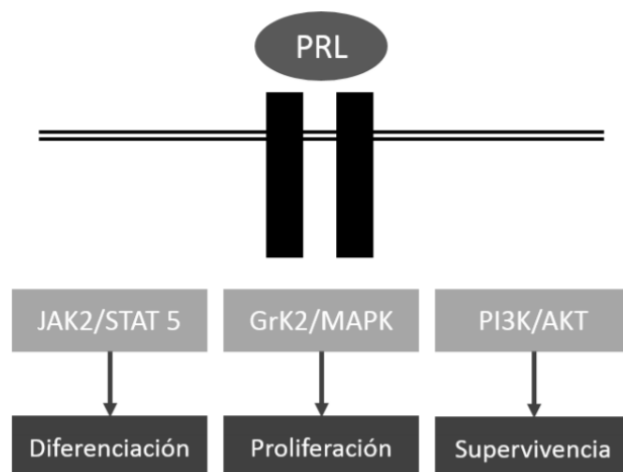 PRL
JAK2/STAT 5
GrK2/MAPK
PI3K/AKT
Diferenciación
Proliferación
Supervivencia